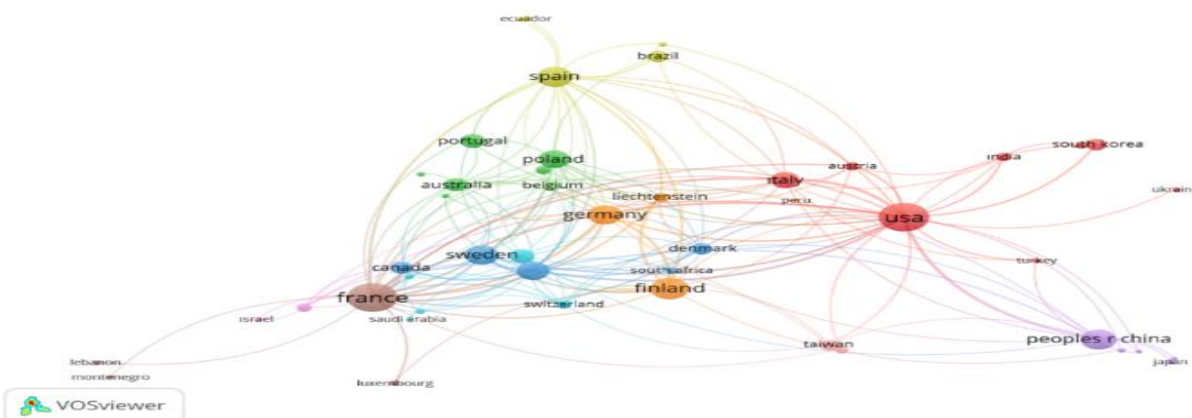 ecuador
brazil
spain
portugal
poland
south korea
india
austria
italy
australia
belgium
ukrain
liechtenstein
peru
germany
usa
denmark
sweden
turkey
canada
south africa
finland
france
switzerland
israel
saudi arabia
peoples r china
taiwan
lebanon
japan
montenegro
luxembourg
VOSviewer